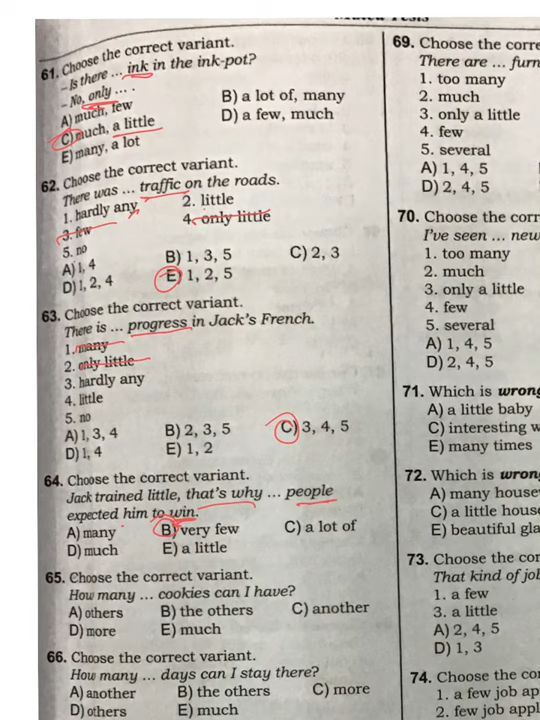 Mixed Tests
61. Choose the correct variant.
– Is there ... ink in the ink-pot?
– No, only ... .
A) much, few
B) a lot of, many
C) much, a little
D) a few, much
E) many, a lot
62. Choose the correct variant.
There was ... traffic on the roads.
1. hardly any
2. little
3. few
4. only little
5. no
A) 1, 4
B) 1, 3, 5
C) 2, 3
D) 1, 2, 4
E) 1, 2, 5
63. Choose the correct variant.
There is ... progress in Jack's French.
1. many
2. only little
3. hardly any
4. little
5. no
A) 1, 3, 4
B) 2, 3, 5
C) 3, 4, 5
D) 1, 4
E) 1, 2
64. Choose the correct variant.
Jack trained little, that's why ... people
expected him to win.
A) many
B) very few
C) a lot of
D) much
E) a little
65. Choose the correct variant.
How many ... cookies can I have?
A) others
B) the others
C) another
D) more
E) much
66. Choose the correct variant.
How many ... days can I stay there?
A) another
B) the others
C) more
D) others
E) much
69. Choose the corre
There are ... furn
1. too many
2. much
3. only a little
4. few
5. several
A) 1, 4, 5
D) 2, 4, 5
70. Choose the corr
I've seen ... new
1. too many
2. much
3. only a little
4. few
5. several
A) 1, 4, 5
D) 2, 4, 5
71. Which is wrong
A) a little baby
C) interesting w
E) many times
72. Which is wron
A) many house
C) a little hous
E) beautiful gla
73. Choose the cor
That kind of job
1. a few
3. a little
A) 2, 4, 5
D) 1, 3
74. Choose the co
1. a few job ap
2. few job appl